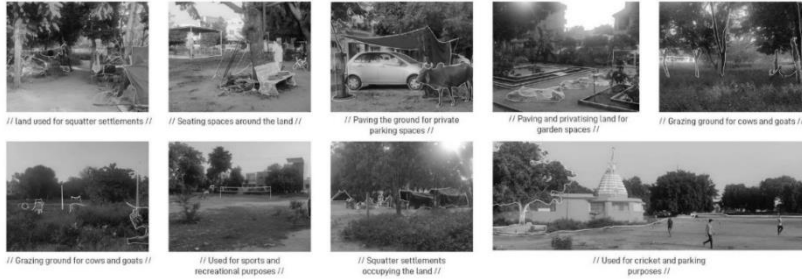 // land used for squatter settlements //
// Seating spaces around the land //
// Paving the ground for private
parking spaces //
// Paving and privatising land for
garden spaces //
// Grazing ground for cows and goats //
// Grazing ground for cows and goats //
// Used for sports and
recreational purposes //
// Squatter settlements
occupying the land //
// Used for cricket and parking
purposes //